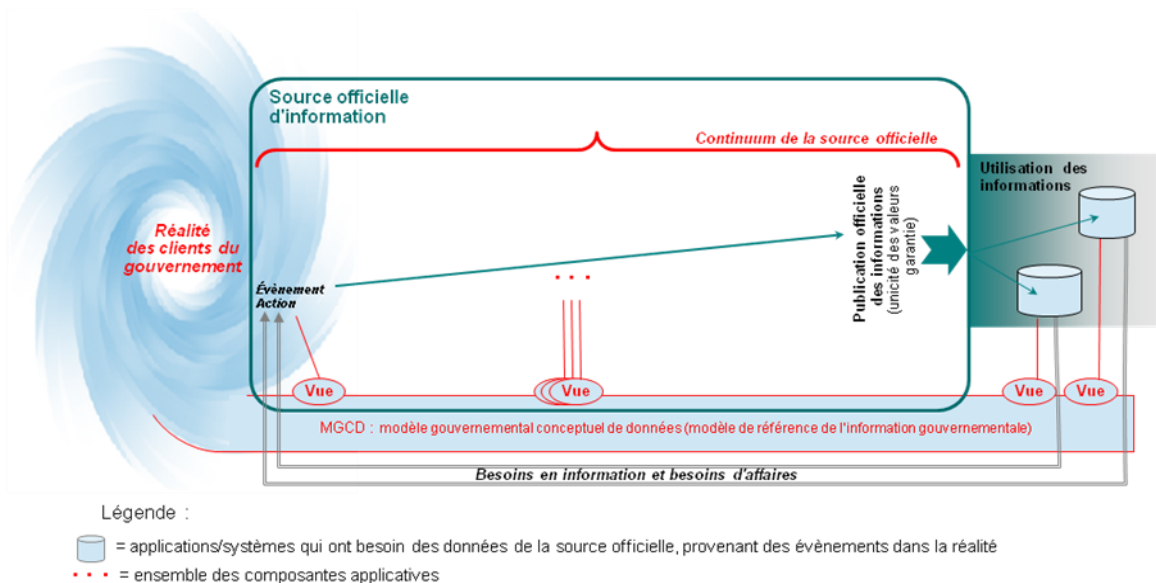 Source officielle
d'information
Continuum de la source officielle
Utilisation des
informations
Réalité
des clients du
gouvernement
Évènement
Action
...
Publication officielle
des informations
(unicité des valeurs
garantie)
Vue
Vue
Vue
Vue
MGCD : modèle gouvernemental conceptuel de données (modèle de référence de l'information gouvernementale)
Besoins en information et besoins d'affaires
Légende :
= applications/systèmes qui ont besoin des données de la source officielle, provenant des évènements dans la réalité
... = ensemble des composantes applicatives